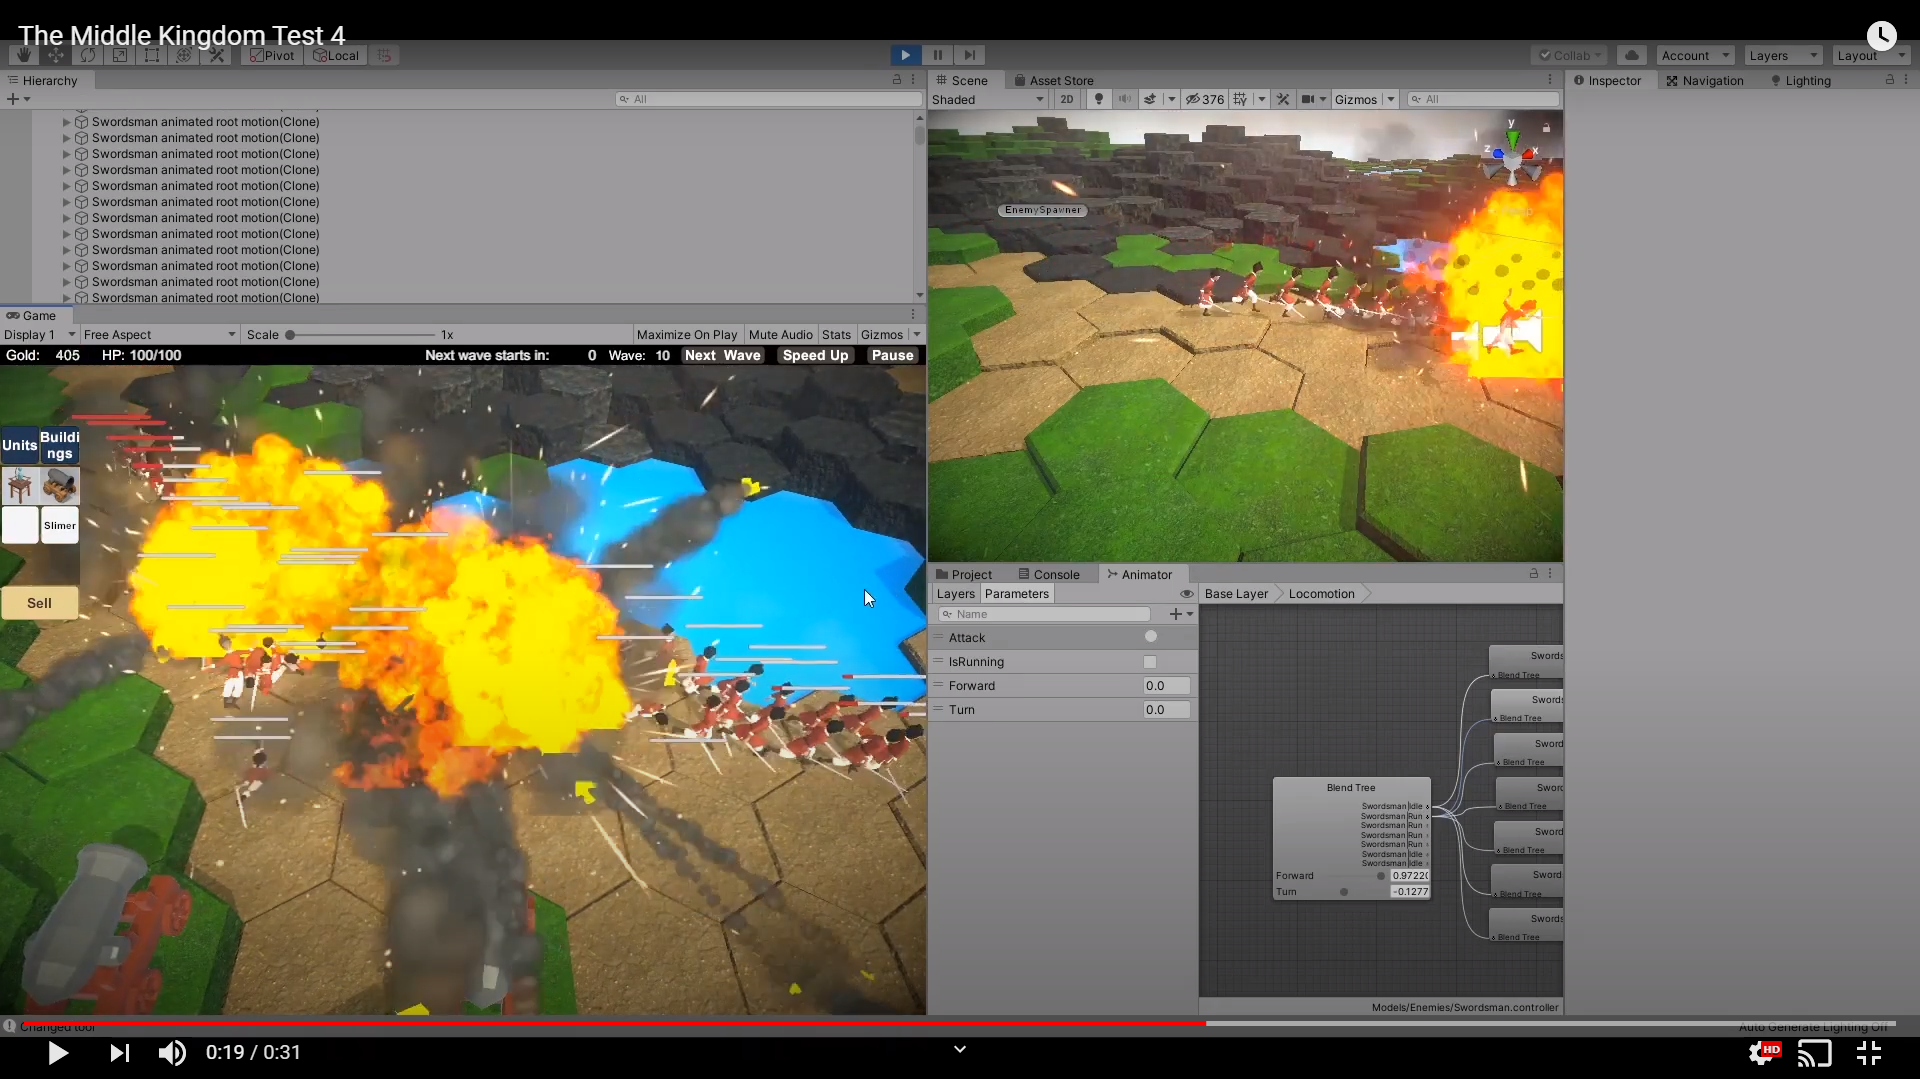 The Middle Kingdom Test 4
Pivot
Local
Collab
Account
Layers
Layout
Hierarchy
All
Swordsman animated root motion(Clone)
Swordsman animated root motion(Clone)
Swordsman animated root motion(Clone)
Swordsman animated root motion(Clone)
Swordsman animated root motion(Clone)
Swordsman animated root motion(Clone)
Swordsman animated root motion(Clone)
Swordsman animated root motion(Clone)
Swordsman animated root motion(Clone)
Swordsman animated root motion(Clone)
Swordsman animated root motion(Clone)
Swordsman animated root motion(Clone)
Game
Display 1 Free Aspect Scale 1x Maximize On Play Mute Audio Stats Gizmos
Gold: 405 HP: 100/100 Next wave starts in: 0 Wave: 10 Next Wave Speed Up Pause
Units
Buildi
ngs
Slimer
Sell
Scene Asset Store
Shaded 2D 376 Gizmos All
y
z x
EnemySpawner
Inspector Navigation Lighting
Project Console Animator
Layers Parameters
Name
Attack
IsRunning
Forward 0.0
Turn 0.0
Base Layer Locomotion
Blend Tree
Swordsman|Idle
Swordsman|Run
Swordsman|Run
Swordsman|Run
Swordsman|Run
Swordsman|Idle
Swordsman|Idle
Forward 0.9722
Turn -0.1277
Swords
Blend Tree
Swords
Blend Tree
Sword
Blend Tree
Sword
Blend Tree
Sword
Blend Tree
Sword
Blend Tree
Swords
Blend Tree
Models/Enemies/Swordsman.controller
Changed tool
Auto Generate Lighting Off
0:19 / 0:31
HD